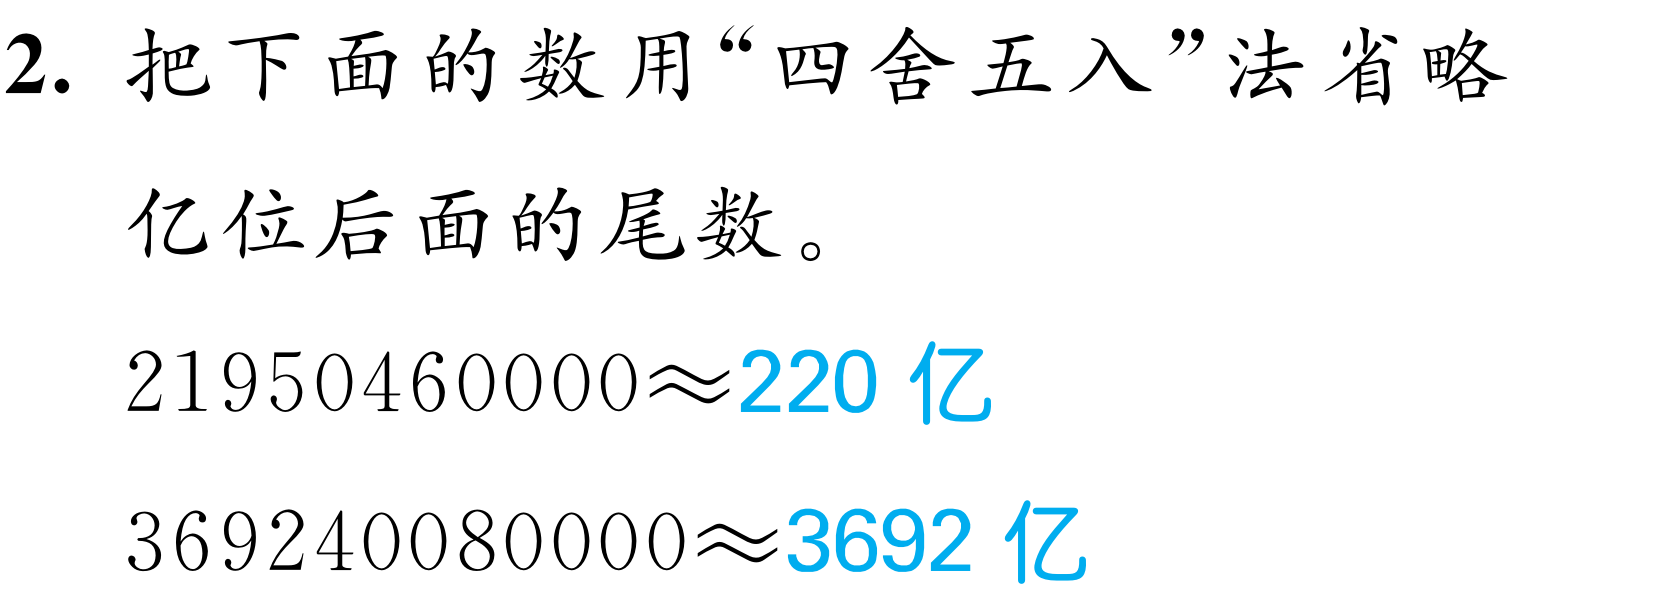 2. 把下面的数用“四舍五入”法省略
亿位后面的尾数。
21950460000≈220 亿
369240080000≈3692 亿